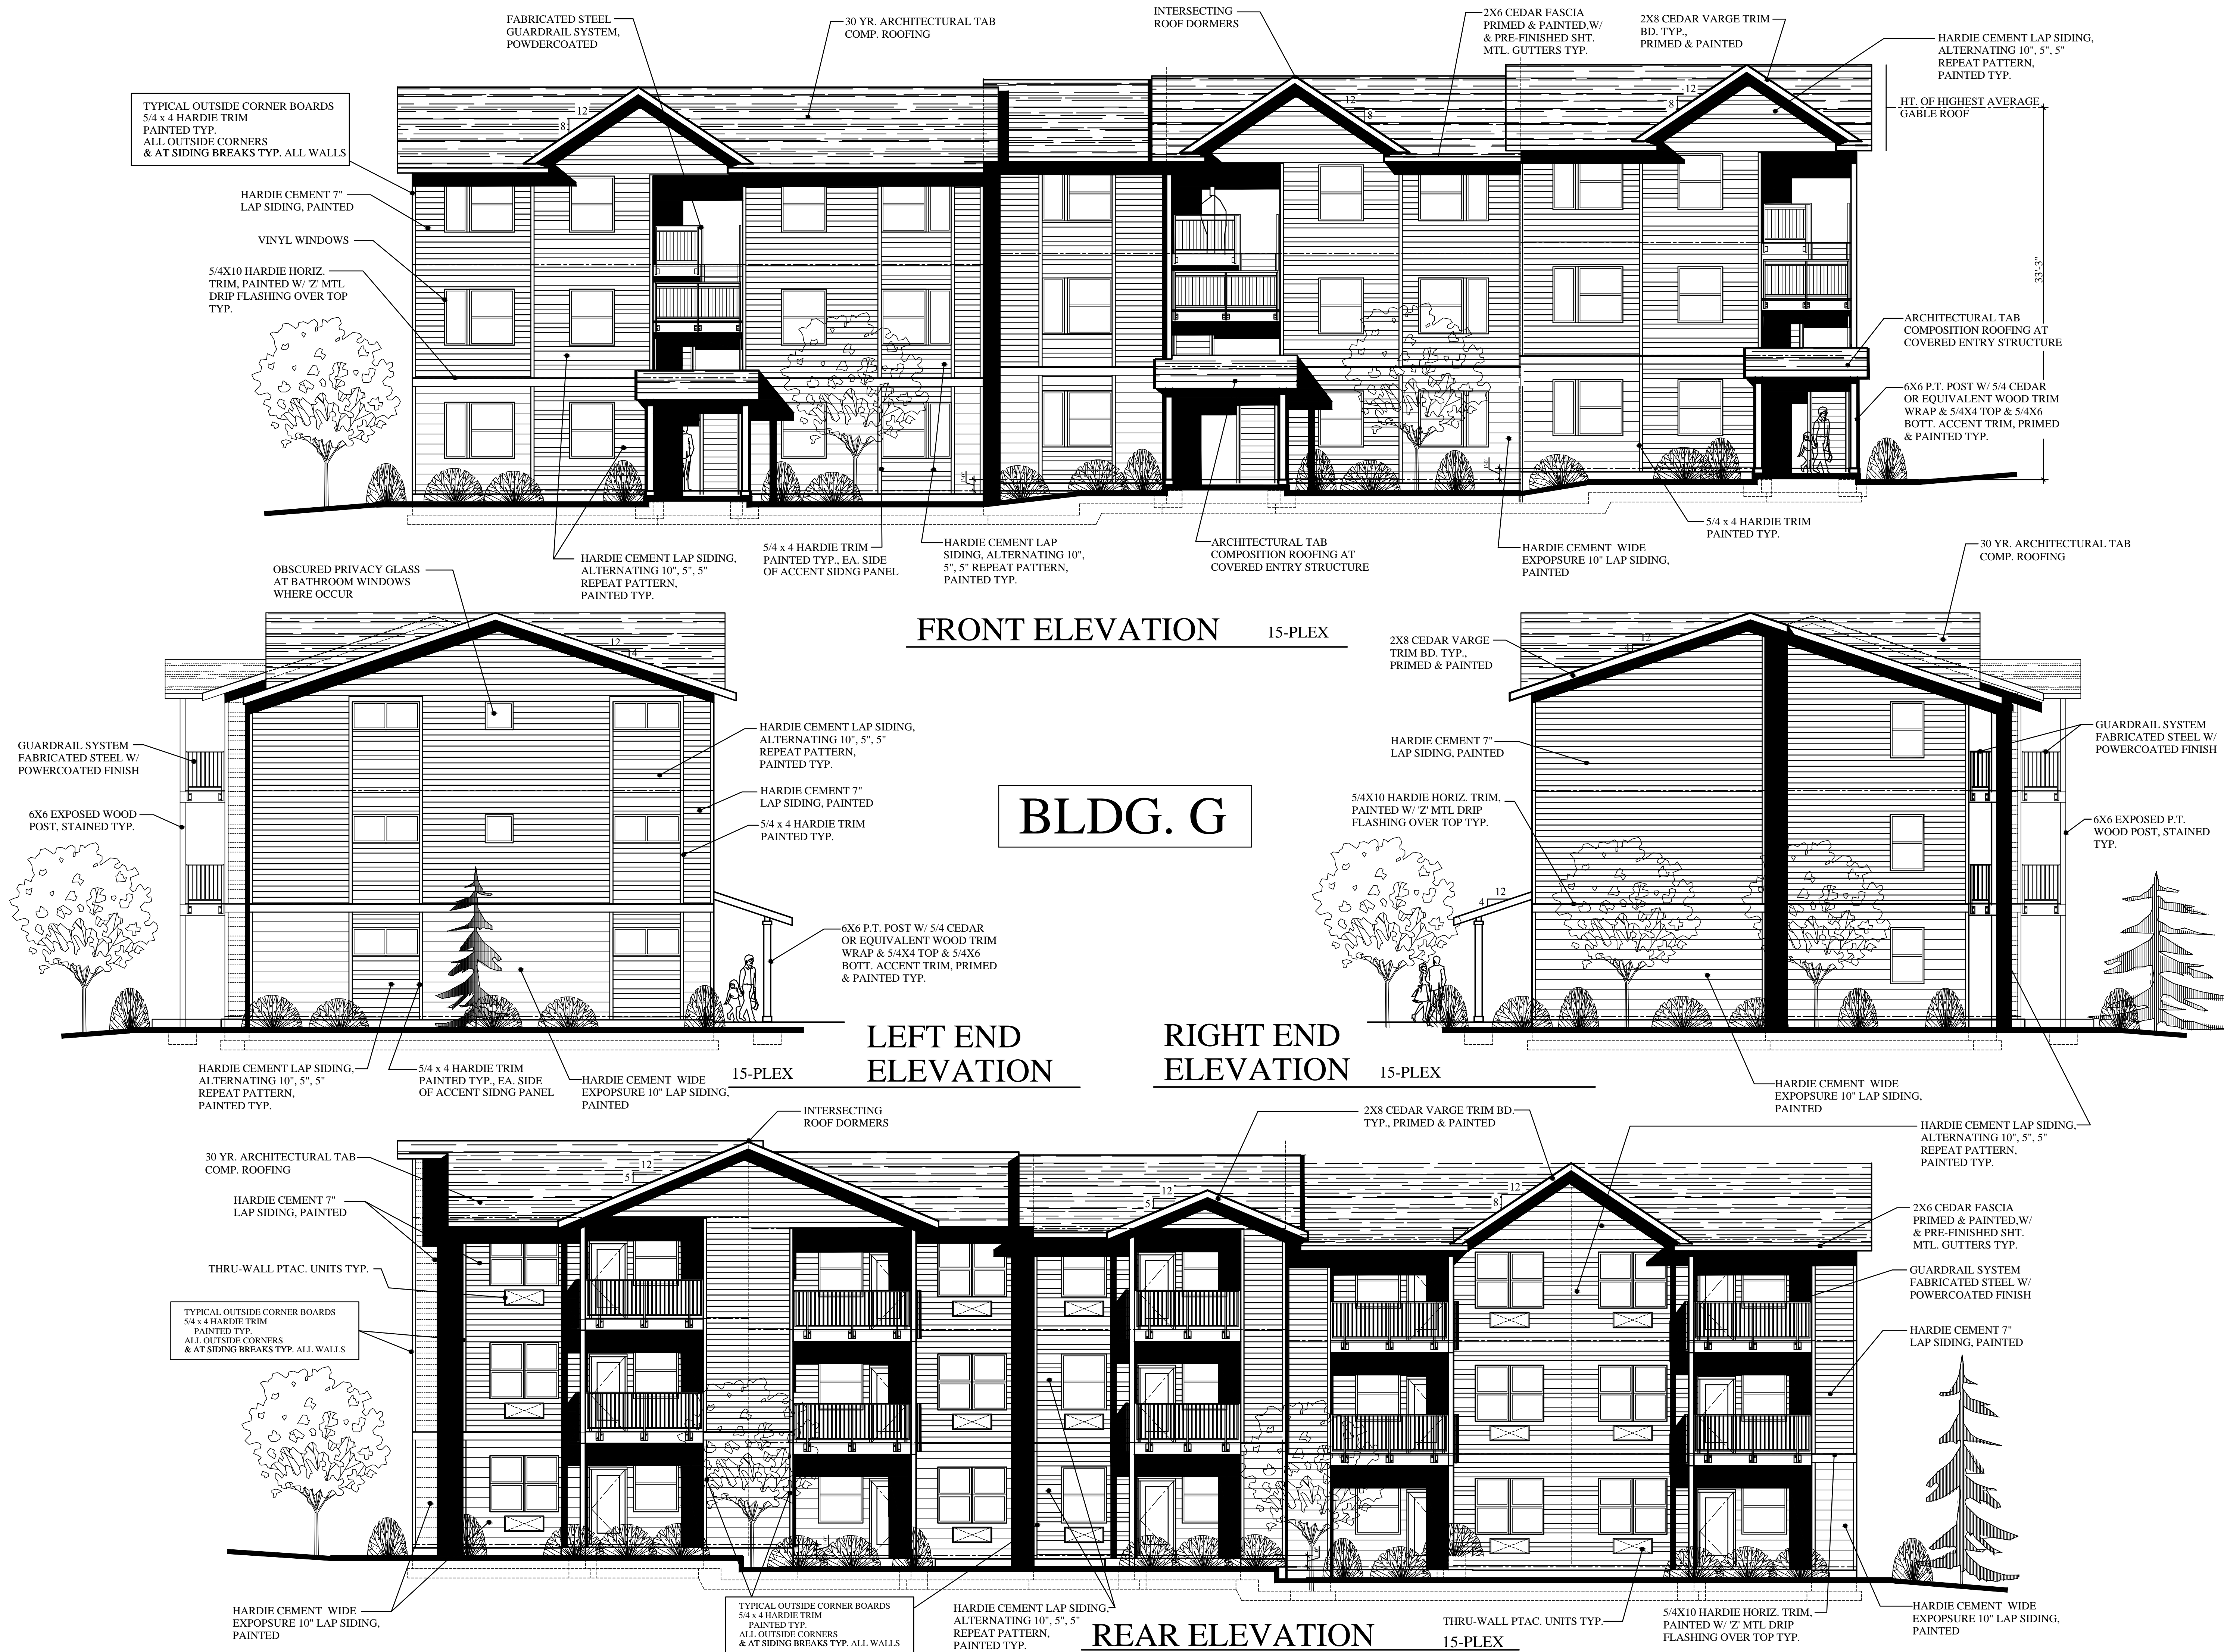 FABRICATED STEEL
GUARDRAIL SYSTEM,
POWDERCOATED
30 YR. ARCHITECTURAL TAB
COMP. ROOFING
INTERSECTING
ROOF DORMERS
2X6 CEDAR FASCIA
PRIMED & PAINTED,W/
& PRE-FINISHED SHT.
MTL. GUTTERS TYP.
2X8 CEDAR VARGE TRIM
BD. TYP.,
PRIMED & PAINTED
HARDIE CEMENT LAP SIDING,
ALTERNATING 10", 5", 5"
REPEAT PATTERN,
PAINTED TYP.
TYPICAL OUTSIDE CORNER BOARDS
5/4 x 4 HARDIE TRIM
PAINTED TYP.
ALL OUTSIDE CORNERS
& AT SIDING BREAKS TYP. ALL WALLS
12
8
12
8
12
8
HT. OF HIGHEST AVERAGE
GABLE ROOF
HARDIE CEMENT 7"
LAP SIDING, PAINTED
VINYL WINDOWS
5/4X10 HARDIE HORIZ.
TRIM, PAINTED W/ 'Z' MTL
DRIP FLASHING OVER TOP
TYP.
33'-3"
ARCHITECTURAL TAB
COMPOSITION ROOFING AT
COVERED ENTRY STRUCTURE
6X6 P.T. POST W/ 5/4 CEDAR
OR EQUIVALENT WOOD TRIM
WRAP & 5/4X4 TOP & 5/4X6
BOTT. ACCENT TRIM, PRIMED
& PAINTED TYP.
HARDIE CEMENT LAP SIDING,
ALTERNATING 10", 5", 5"
REPEAT PATTERN,
PAINTED TYP.
5/4 x 4 HARDIE TRIM
PAINTED TYP., EA. SIDE
OF ACCENT SIDNG PANEL
HARDIE CEMENT LAP
SIDING, ALTERNATING 10",
5", 5" REPEAT PATTERN,
PAINTED TYP.
ARCHITECTURAL TAB
COMPOSITION ROOFING AT
COVERED ENTRY STRUCTURE
HARDIE CEMENT WIDE
EXPOPSURE 10" LAP SIDING,
PAINTED
5/4 x 4 HARDIE TRIM
PAINTED TYP.
FRONT ELEVATION 15-PLEX
OBSCURED PRIVACY GLASS
AT BATHROOM WINDOWS
WHERE OCCUR
12
14
HARDIE CEMENT LAP SIDING,
ALTERNATING 10", 5", 5"
REPEAT PATTERN,
PAINTED TYP.
GUARDRAIL SYSTEM
FABRICATED STEEL W/
POWERCOATED FINISH
HARDIE CEMENT 7"
LAP SIDING, PAINTED
6X6 EXPOSED WOOD
POST, STAINED TYP.
5/4 x 4 HARDIE TRIM
PAINTED TYP.
6X6 P.T. POST W/ 5/4 CEDAR
OR EQUIVALENT WOOD TRIM
WRAP & 5/4X4 TOP & 5/4X6
BOTT. ACCENT TRIM, PRIMED
& PAINTED TYP.
HARDIE CEMENT LAP SIDING,
ALTERNATING 10", 5", 5"
REPEAT PATTERN,
PAINTED TYP.
5/4 x 4 HARDIE TRIM
PAINTED TYP., EA. SIDE
OF ACCENT SIDNG PANEL
HARDIE CEMENT WIDE
EXPOPSURE 10" LAP SIDING,
PAINTED
15-PLEX
LEFT END
ELEVATION
BLDG. G
30 YR. ARCHITECTURAL TAB
COMP. ROOFING
2X8 CEDAR VARGE
TRIM BD. TYP.,
PRIMED & PAINTED
12
4
HARDIE CEMENT 7"
LAP SIDING, PAINTED
GUARDRAIL SYSTEM
FABRICATED STEEL W/
POWERCOATED FINISH
5/4X10 HARDIE HORIZ. TRIM,
PAINTED W/ 'Z' MTL DRIP
FLASHING OVER TOP TYP.
6X6 EXPOSED P.T.
WOOD POST, STAINED
TYP.
12
4
RIGHT END
ELEVATION 15-PLEX
HARDIE CEMENT WIDE
EXPOPSURE 10" LAP SIDING,
PAINTED
HARDIE CEMENT LAP SIDING,
ALTERNATING 10", 5", 5"
REPEAT PATTERN,
PAINTED TYP.
INTERSECTING
ROOF DORMERS
2X8 CEDAR VARGE TRIM BD.
TYP., PRIMED & PAINTED
30 YR. ARCHITECTURAL TAB
COMP. ROOFING
12
5
12
5
12
8
HARDIE CEMENT 7"
LAP SIDING, PAINTED
2X6 CEDAR FASCIA
PRIMED & PAINTED,W/
& PRE-FINISHED SHT.
MTL. GUTTERS TYP.
THRU-WALL PTAC. UNITS TYP.
GUARDRAIL SYSTEM
FABRICATED STEEL W/
POWERCOATED FINISH
TYPICAL OUTSIDE CORNER BOARDS
5/4 x 4 HARDIE TRIM
PAINTED TYP.
ALL OUTSIDE CORNERS
& AT SIDING BREAKS TYP. ALL WALLS
HARDIE CEMENT 7"
LAP SIDING, PAINTED
HARDIE CEMENT WIDE
EXPOPSURE 10" LAP SIDING,
PAINTED
TYPICAL OUTSIDE CORNER BOARDS
5/4 x 4 HARDIE TRIM
PAINTED TYP.
ALL OUTSIDE CORNERS
& AT SIDING BREAKS TYP. ALL WALLS
HARDIE CEMENT LAP SIDING,
ALTERNATING 10", 5", 5"
REPEAT PATTERN,
PAINTED TYP.
THRU-WALL PTAC. UNITS TYP.
5/4X10 HARDIE HORIZ. TRIM,
PAINTED W/ 'Z' MTL DRIP
FLASHING OVER TOP TYP.
HARDIE CEMENT WIDE
EXPOPSURE 10" LAP SIDING,
PAINTED
REAR ELEVATION 15-PLEX